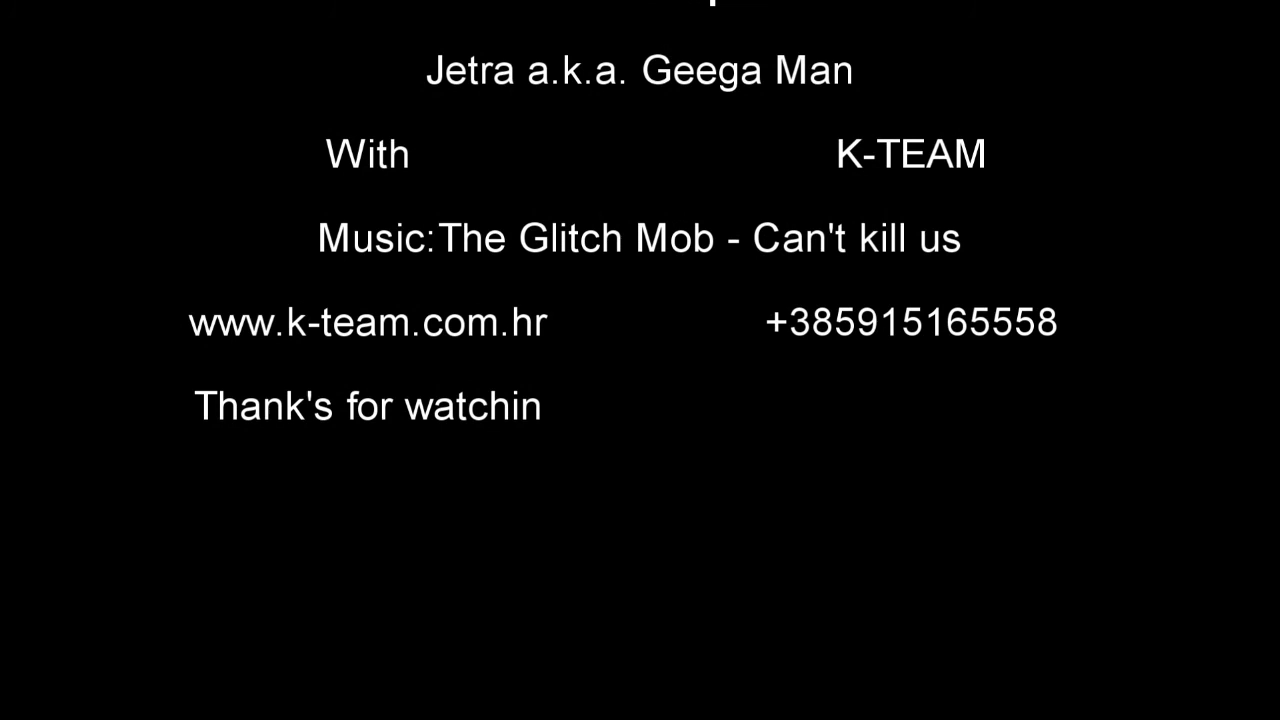 Jetra a.k.a. Geega Man
With K-TEAM
Music:The Glitch Mob - Can't kill us
www.k-team.com.hr +385915165558
Thank's for watchin